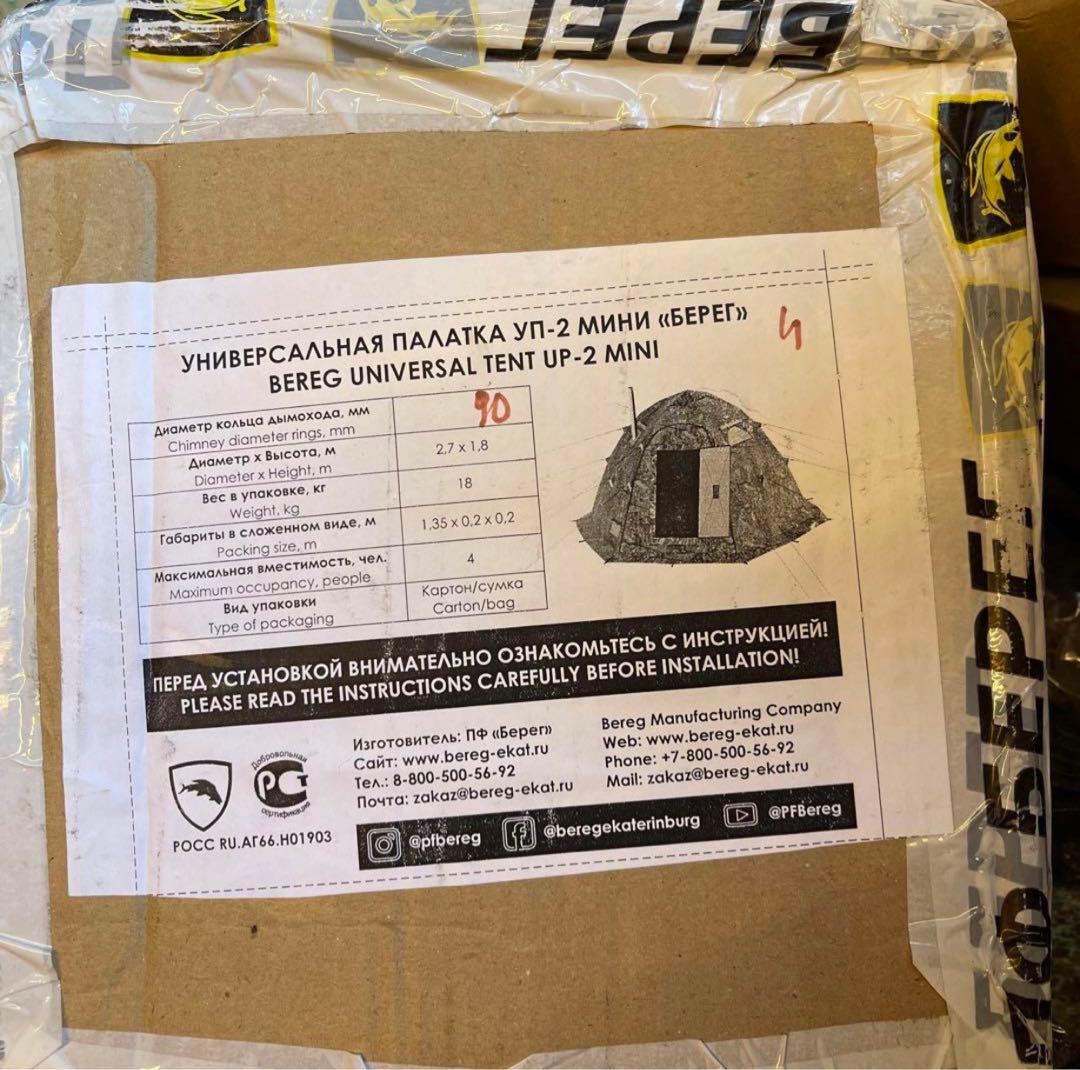 БЕРЕГ
УНИВЕРСАЛЬНАЯ ПАЛАТКА УП-2 МИНИ «БЕРЕГ»
BEREG UNIVERSAL TENT UP-2 MINI
Диаметр кольца дымохода, мм
Chimney diameter rings, mm
90
Диаметр х Высота, м
Diameter x Height, m
2,7 x 1,8
Вес в упаковке, кг
Weight, kg
18
Габариты в сложенном виде, м
Packing size, m
1,35 x 0,2 x 0,2
Максимальная вместимость, чел.
Maximum occupancy, people
4
Вид упаковки
Type of packaging
Картон/сумка
Carton/bag
ПЕРЕД УСТАНОВКОЙ ВНИМАТЕЛЬНО ОЗНАКОМЬТЕСЬ С ИНСТРУКЦИЕЙ!
PLEASE READ THE INSTRUCTIONS CAREFULLY BEFORE INSTALLATION!
Добровольная
РСТ
сертификация
РОСС RU.АГ66.Н01903
Изготовитель: ПФ «Берег»
Сайт: www.bereg-ekat.ru
Тел.: 8-800-500-56-92
Почта: zakaz@bereg-ekat.ru
Bereg Manufacturing Company
Web: www.bereg-ekat.ru
Phone: +7-800-500-56-92
Mail: zakaz@bereg-ekat.ru
@pfbereg
@beregekaterinburg
@PFBereg
БЕРЕГ